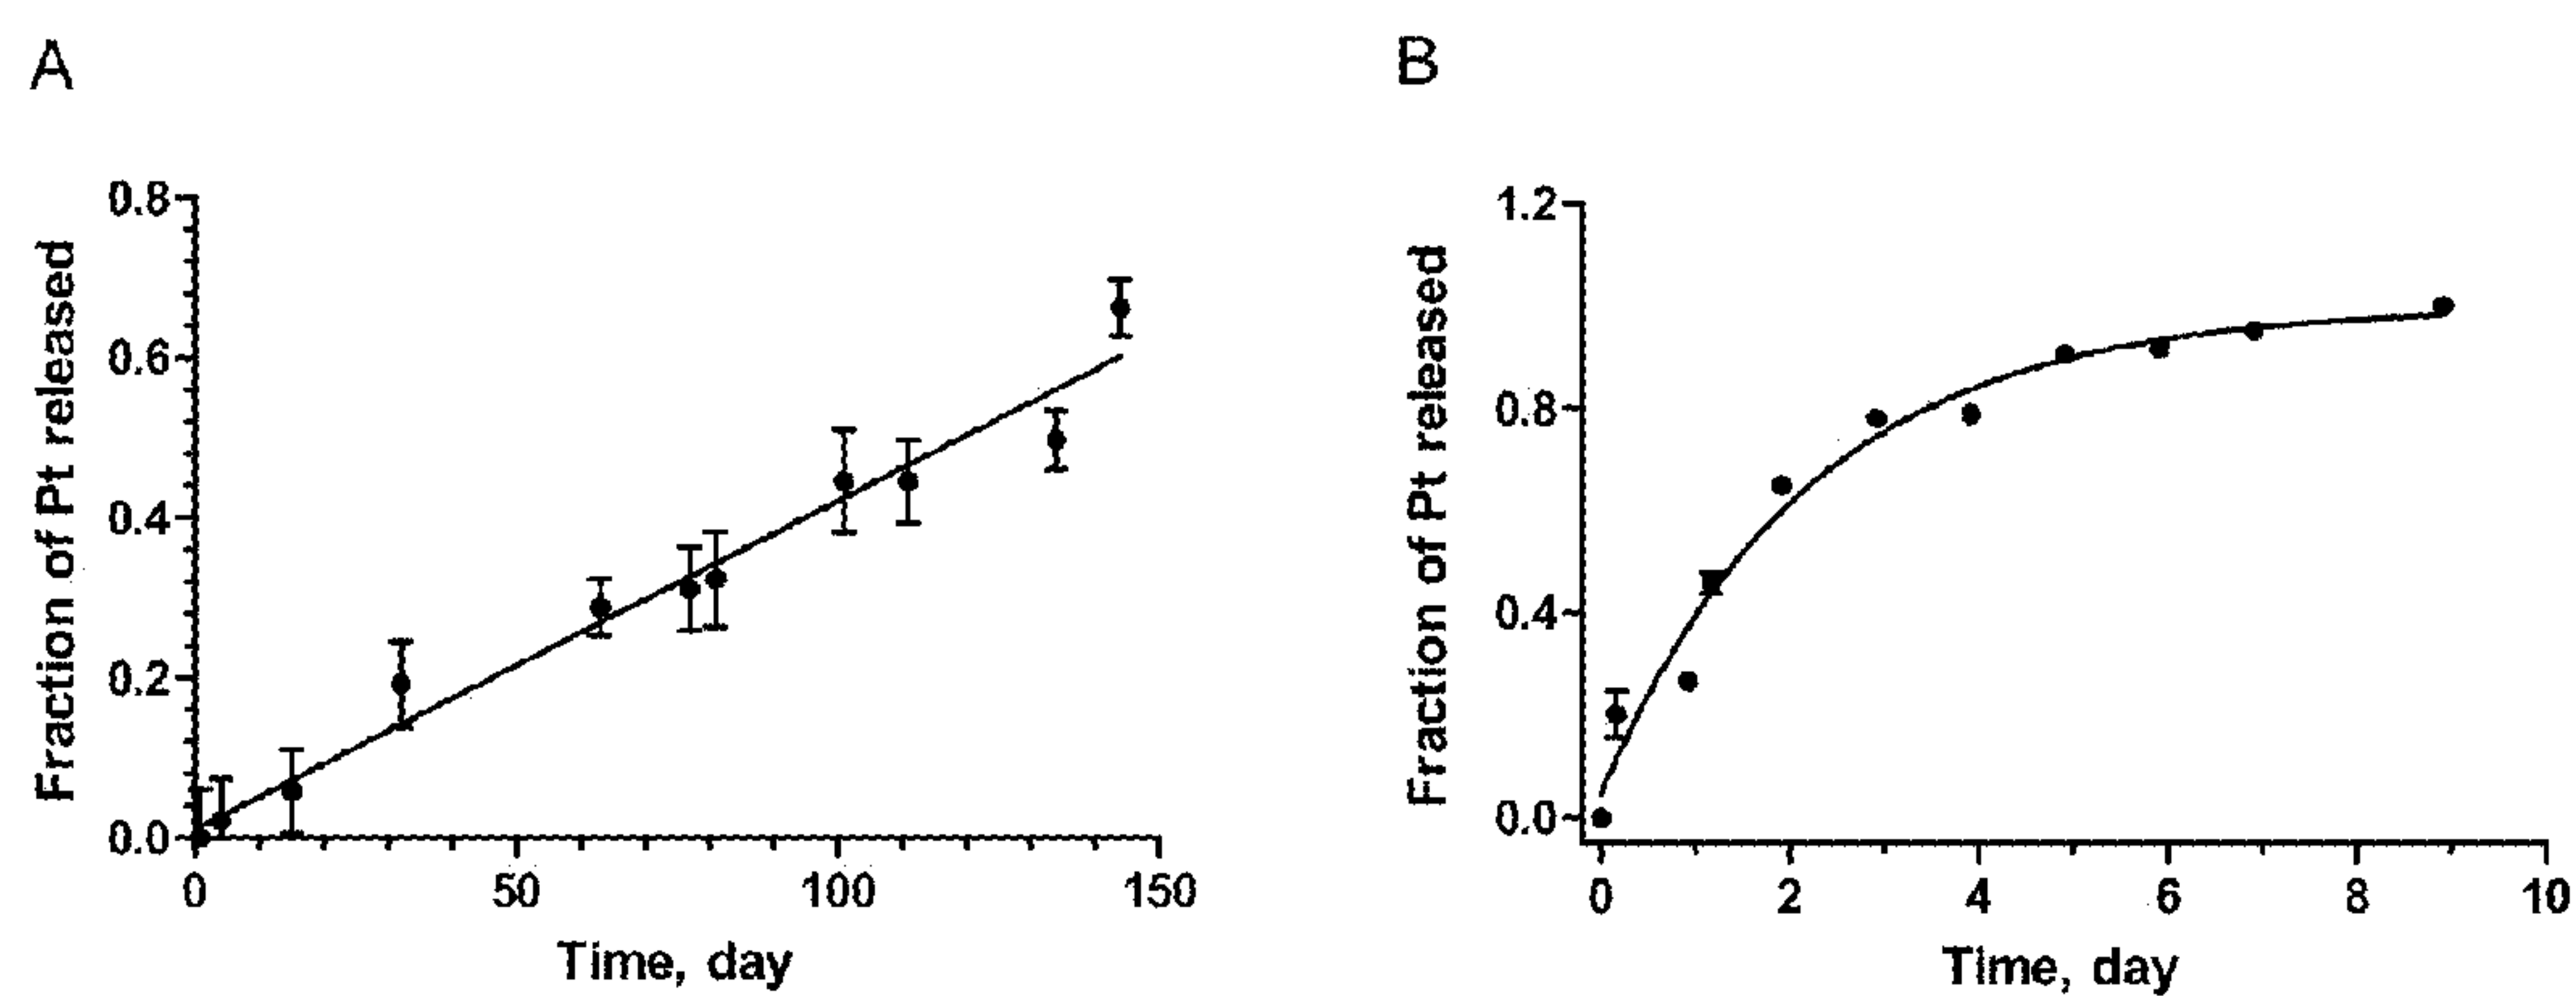 A
Fraction of Pt released
0.8
0.6
0.4
0.2
0.0
0 50 100 150
Time, day
B
Fraction of Pt released
1.2
0.8
0.4
0.0
0 2 4 6 8 10
Time, day